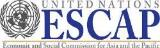 UNITED NATIONS
ESCAP
Economic and Social Commission for Asia and the Pacific